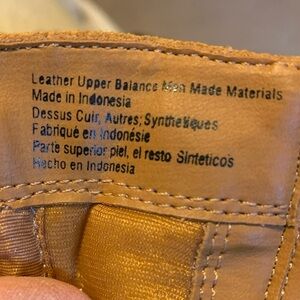 Leather Upper Balance Man Made Materials
Made in Indonesia
Dessus Cuir, Autres; Synthetiques
Fabriqué en Indonésie
Parte superior piel, el resto Sinteticos
Hecho en Indonesia